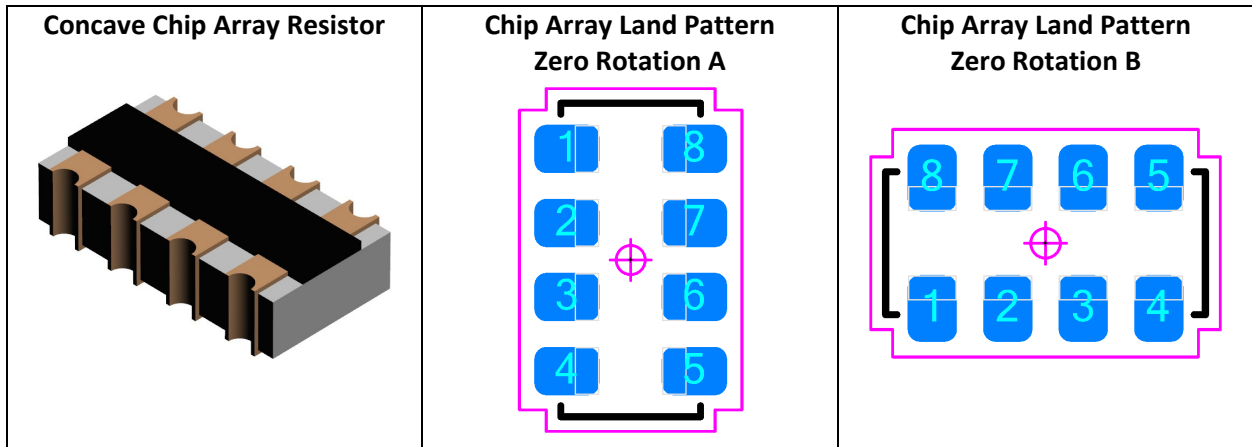 Concave Chip Array Resistor
Chip Array Land Pattern
Zero Rotation A
1 8
2 7
3 6
4 5
Chip Array Land Pattern
Zero Rotation B
8 7 6 5
1 2 3 4